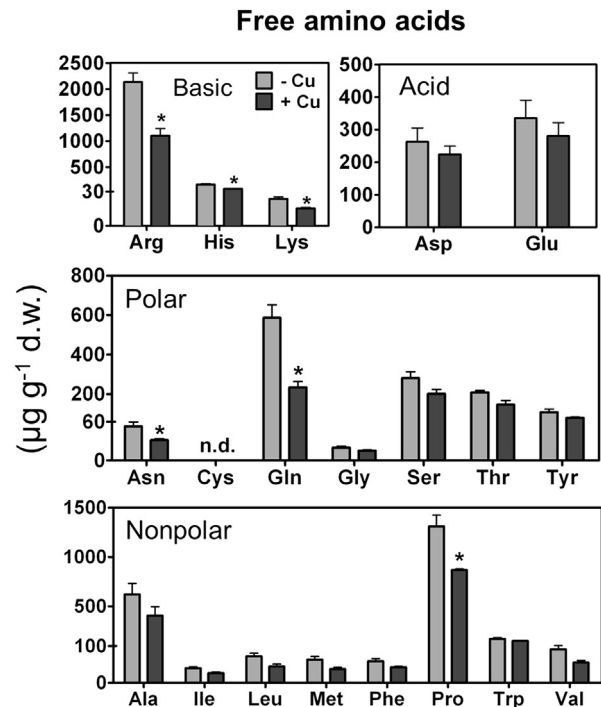 Free amino acids
Basic
- Cu
+ Cu
2500
2000
1500
1000
500
30
0
*
*
*
Arg His Lys
Acid
500
400
300
200
100
0
Asp Glu
(µg g-1 d.w.)
Polar
800
600
400
200
60
0
*
n.d.
*
Asn Cys Gln Gly Ser Thr Tyr
Nonpolar
1500
1000
500
100
0
*
Ala Ile Leu Met Phe Pro Trp Val